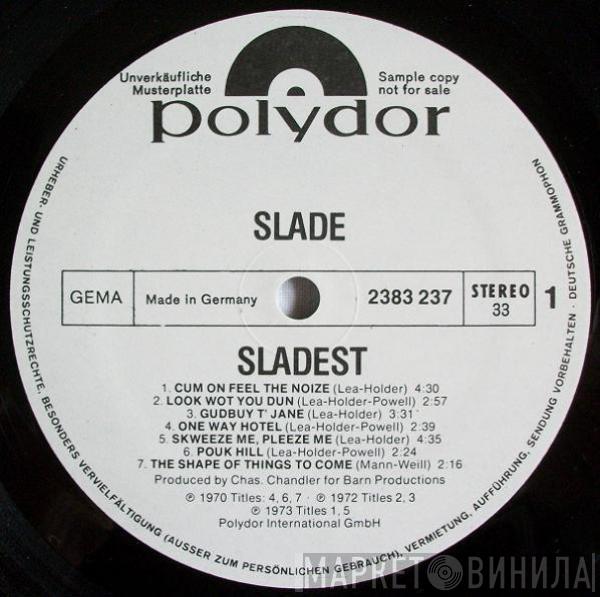 Unverkäufliche
Musterplatte
Sample copy
not for sale
polydor
SLADE
GEMA
Made in Germany
2383 237
STEREO
33
1
SLADEST
1. CUM ON FEEL THE NOIZE (Lea-Holder) 4:30
2. LOOK WOT YOU DUN (Lea-Holder-Powell) 2:57
3. GUDBUY T' JANE (Lea-Holder) 3:31
4. ONE WAY HOTEL (Lea-Holder-Powell) 2:39
5. SKWEEZE ME, PLEEZE ME (Lea-Holder) 4:35
6. POUK HILL (Lea-Holder-Powell) 2:24
7. THE SHAPE OF THINGS TO COME (Mann-Weill) 2:16
Produced by Chas. Chandler for Barn Productions
℗ 1970 Titles: 4, 6, 7 · ℗ 1972 Titles 2, 3
℗ 1973 Titles 1, 5
Polydor International GmbH
URHEBER- UND LEISTUNGSSCHUTZRECHTE, BESONDERS VERVIELFÄLTIGUNG (AUSSER ZUM PERSÖNLICHEN GEBRAUCH), VERMIETUNG, AUFFÜHRUNG, SENDUNG VORBEHALTEN · DEUTSCHE GRAMMOPHON
МАРКЕТ ВИНИЛА